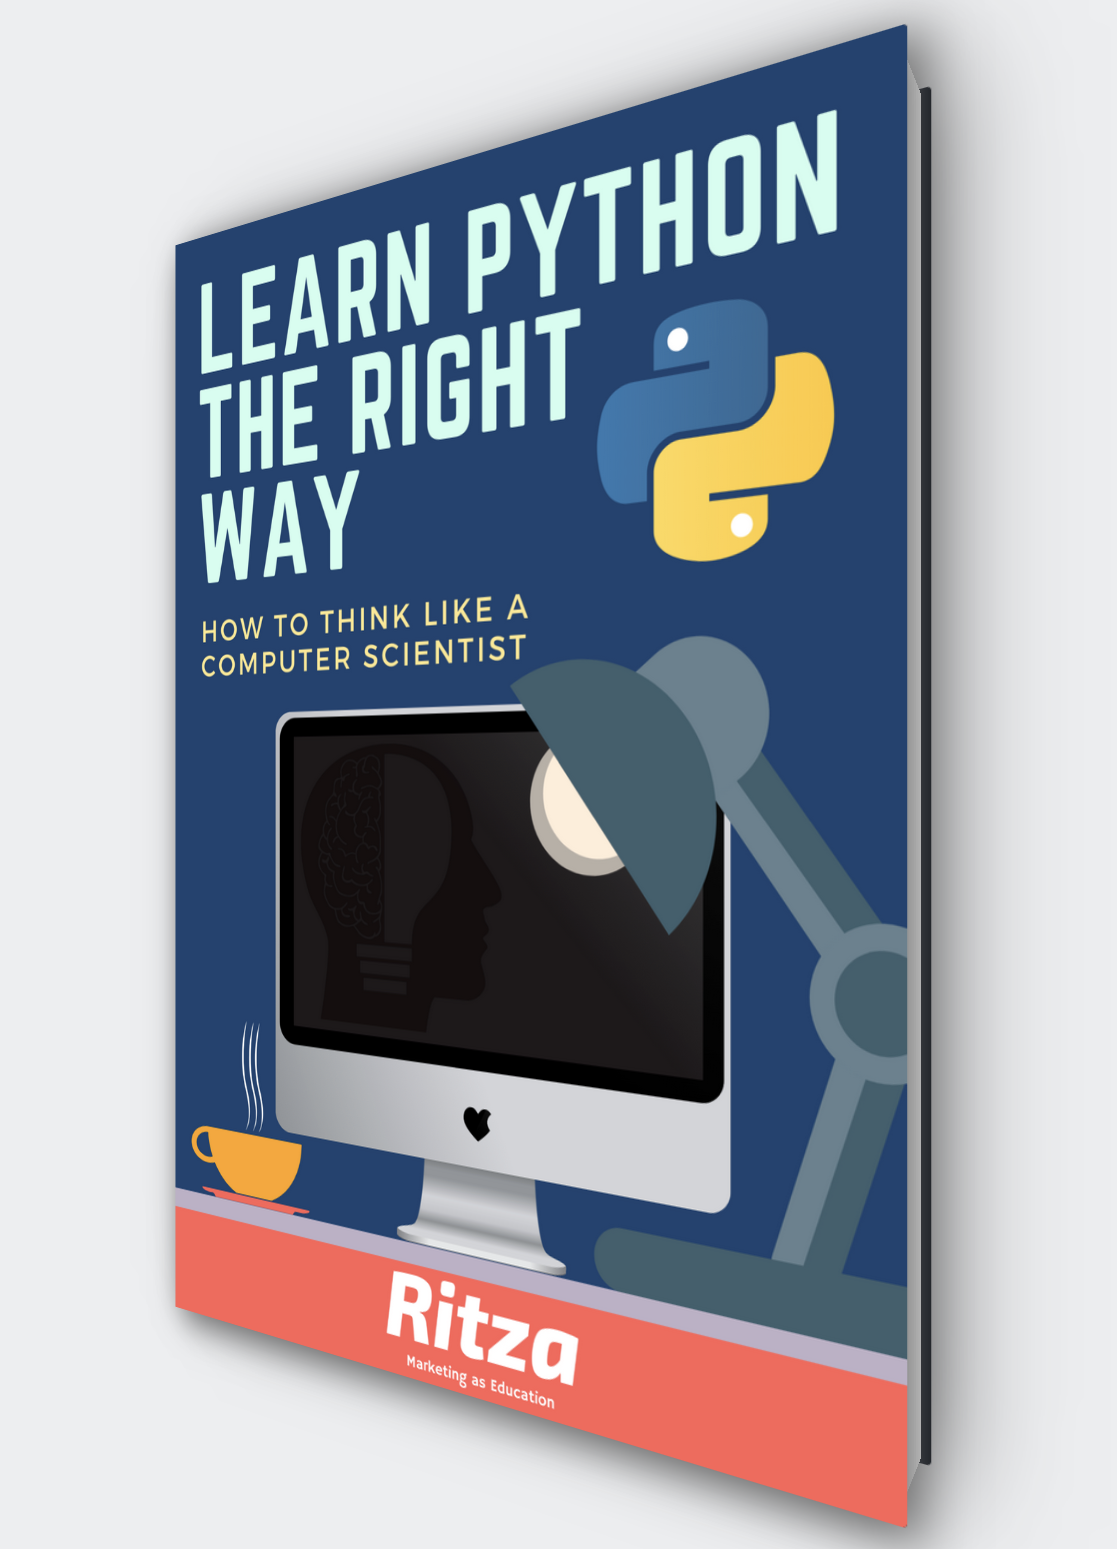 LEARN PYTHON
THE RIGHT
WAY
HOW TO THINK LIKE A
COMPUTER SCIENTIST
Ritza
Marketing as Education